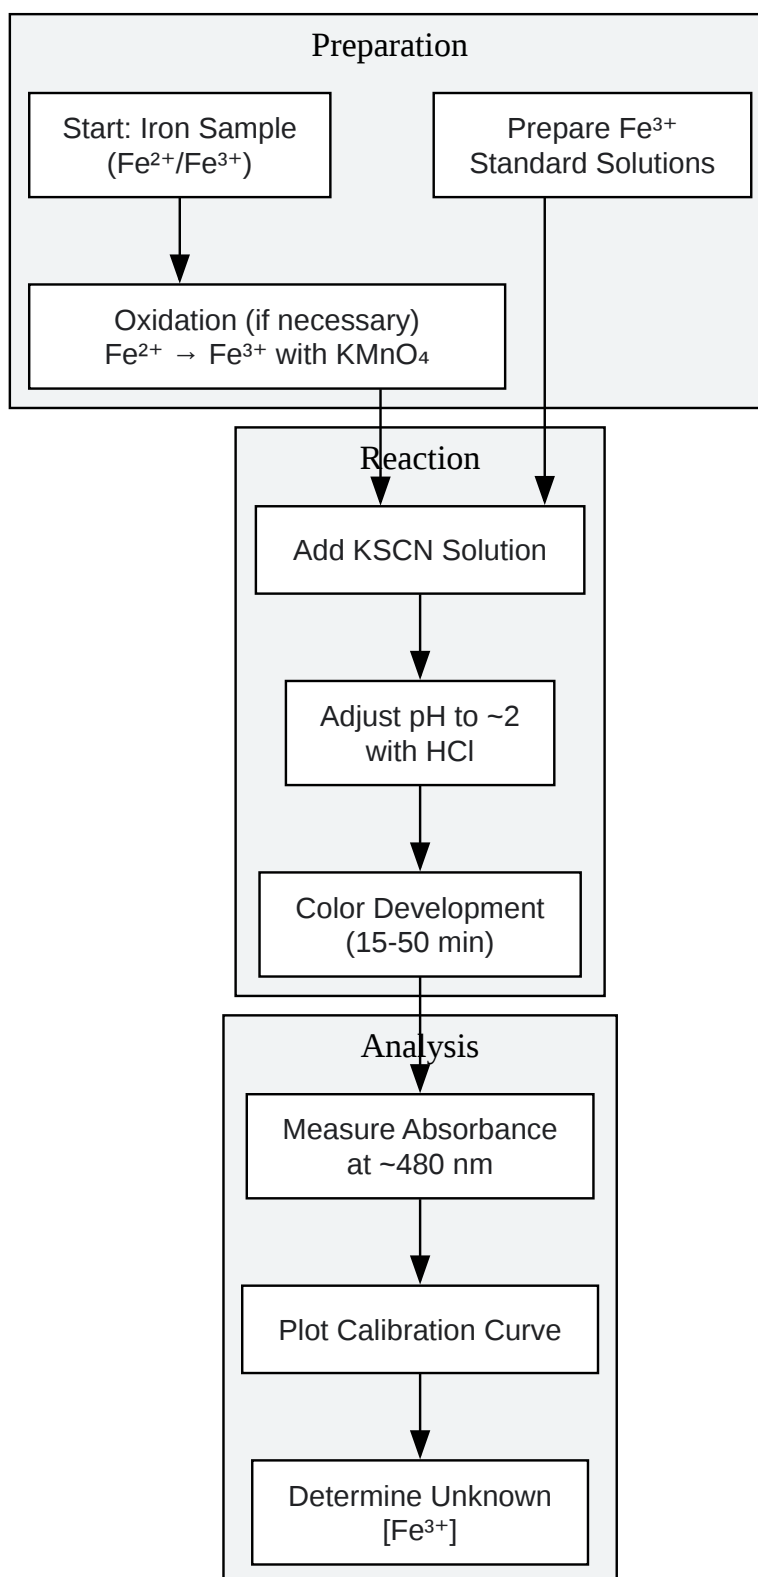 Preparation
Start: Iron Sample
(Fe²⁺/Fe³⁺)
Prepare Fe³⁺
Standard Solutions
Oxidation (if necessary)
Fe²⁺ → Fe³⁺ with KMnO₄
Reaction
Add KSCN Solution
Adjust pH to ~2
with HCl
Color Development
(15-50 min)
Analysis
Measure Absorbance
at ~480 nm
Plot Calibration Curve
Determine Unknown
[Fe³⁺]